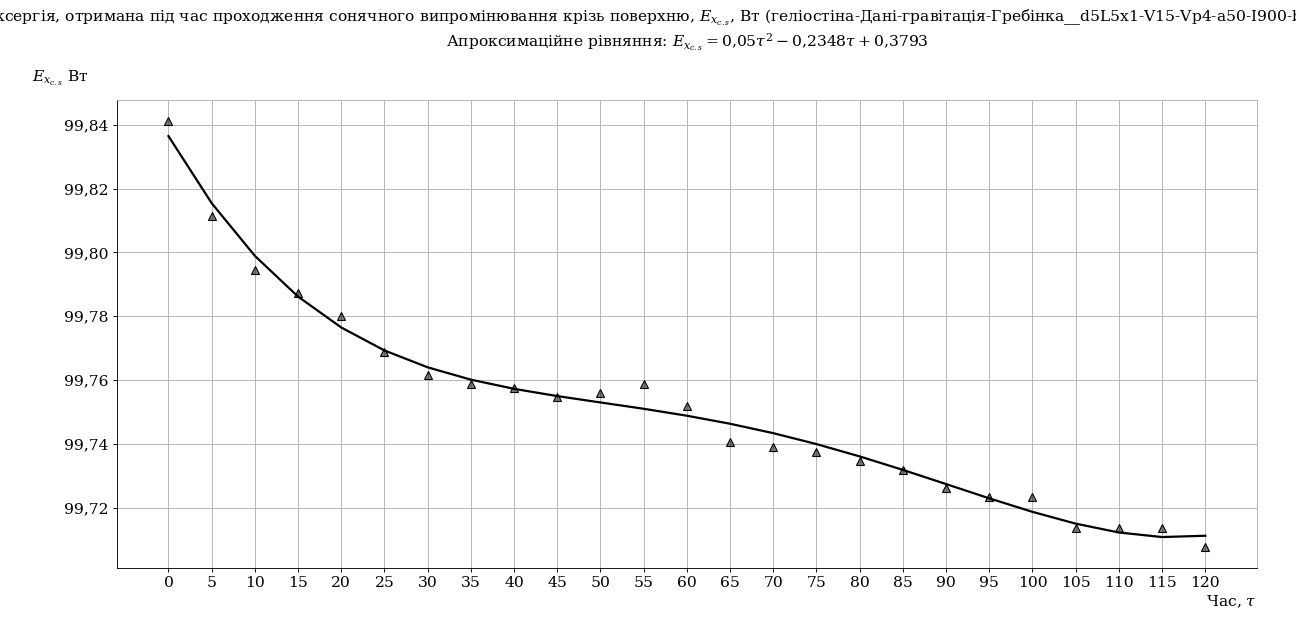 ксергія, отримана під час проходження сонячного випромінювання крізь поверхню, Eₓ꜀.ₛ, Вт (геліостіна-Дані-гравітація-Гребінка__d5L5x1-V15-Vp4-a50-I900-
Апроксимаційне рівняння: Eₓ꜀.ₛ = 0,05τ² − 0,2348τ + 0,3793
Eₓ꜀.ₛ Вт
99,84
99,82
99,80
99,78
99,76
99,74
99,72
0 5 10 15 20 25 30 35 40 45 50 55 60 65 70 75 80 85 90 95 100 105 110 115 120
Час, τ